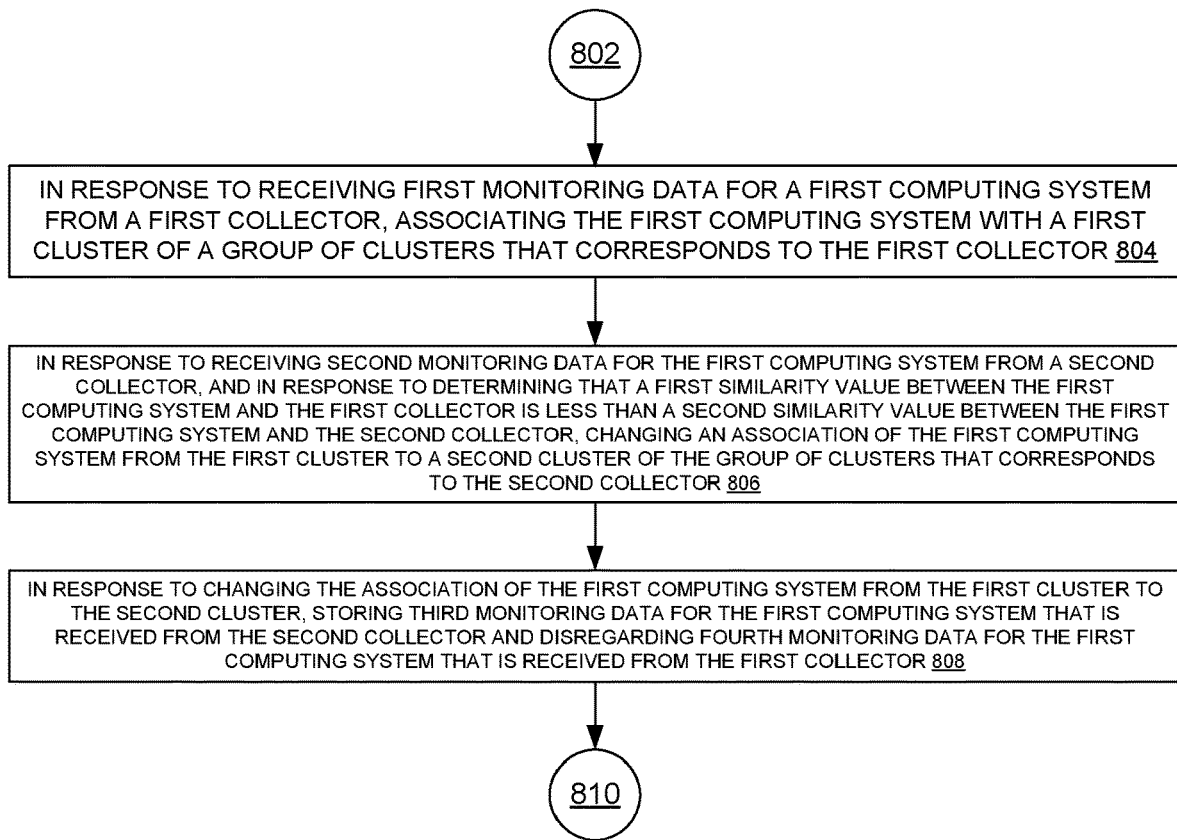 802
IN RESPONSE TO RECEIVING FIRST MONITORING DATA FOR A FIRST COMPUTING SYSTEM
FROM A FIRST COLLECTOR, ASSOCIATING THE FIRST COMPUTING SYSTEM WITH A FIRST
CLUSTER OF A GROUP OF CLUSTERS THAT CORRESPONDS TO THE FIRST COLLECTOR 804
IN RESPONSE TO RECEIVING SECOND MONITORING DATA FOR THE FIRST COMPUTING SYSTEM FROM A SECOND
COLLECTOR, AND IN RESPONSE TO DETERMINING THAT A FIRST SIMILARITY VALUE BETWEEN THE FIRST
COMPUTING SYSTEM AND THE FIRST COLLECTOR IS LESS THAN A SECOND SIMILARITY VALUE BETWEEN THE FIRST
COMPUTING SYSTEM AND THE SECOND COLLECTOR, CHANGING AN ASSOCIATION OF THE FIRST COMPUTING
SYSTEM FROM THE FIRST CLUSTER TO A SECOND CLUSTER OF THE GROUP OF CLUSTERS THAT CORRESPONDS
TO THE SECOND COLLECTOR 806
IN RESPONSE TO CHANGING THE ASSOCIATION OF THE FIRST COMPUTING SYSTEM FROM THE FIRST CLUSTER TO
THE SECOND CLUSTER, STORING THIRD MONITORING DATA FOR THE FIRST COMPUTING SYSTEM THAT IS
RECEIVED FROM THE SECOND COLLECTOR AND DISREGARDING FOURTH MONITORING DATA FOR THE FIRST
COMPUTING SYSTEM THAT IS RECEIVED FROM THE FIRST COLLECTOR 808
810